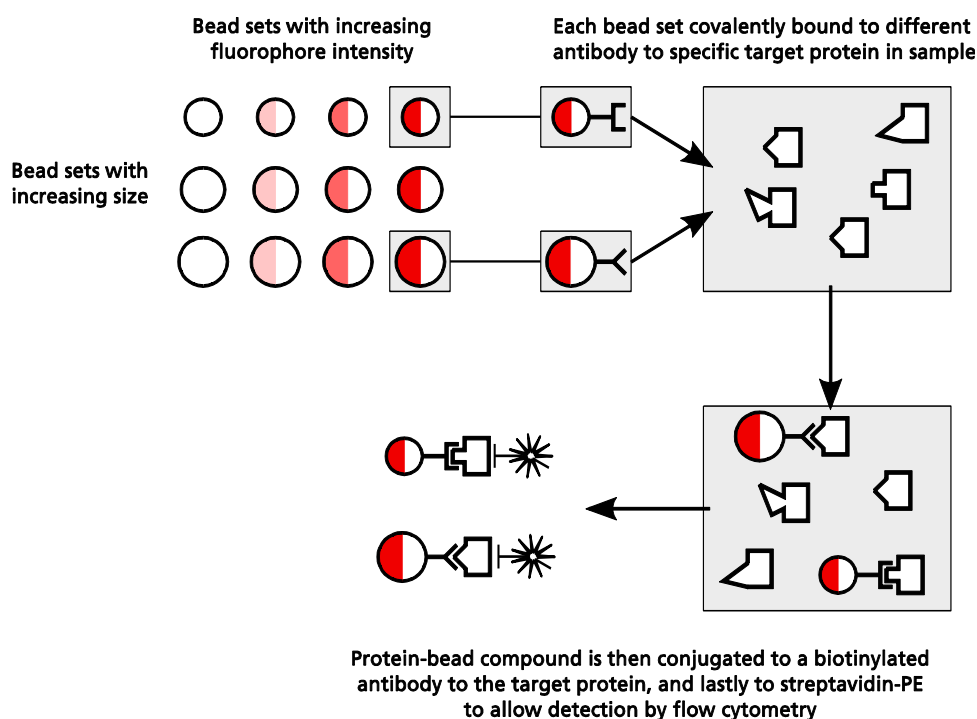 Bead sets with increasing
fluorophore intensity
Each bead set covalently bound to different
antibody to specific target protein in sample
Bead sets with
increasing size
Protein-bead compound is then conjugated to a biotinylated
antibody to the target protein, and lastly to streptavidin-PE
to allow detection by flow cytometry